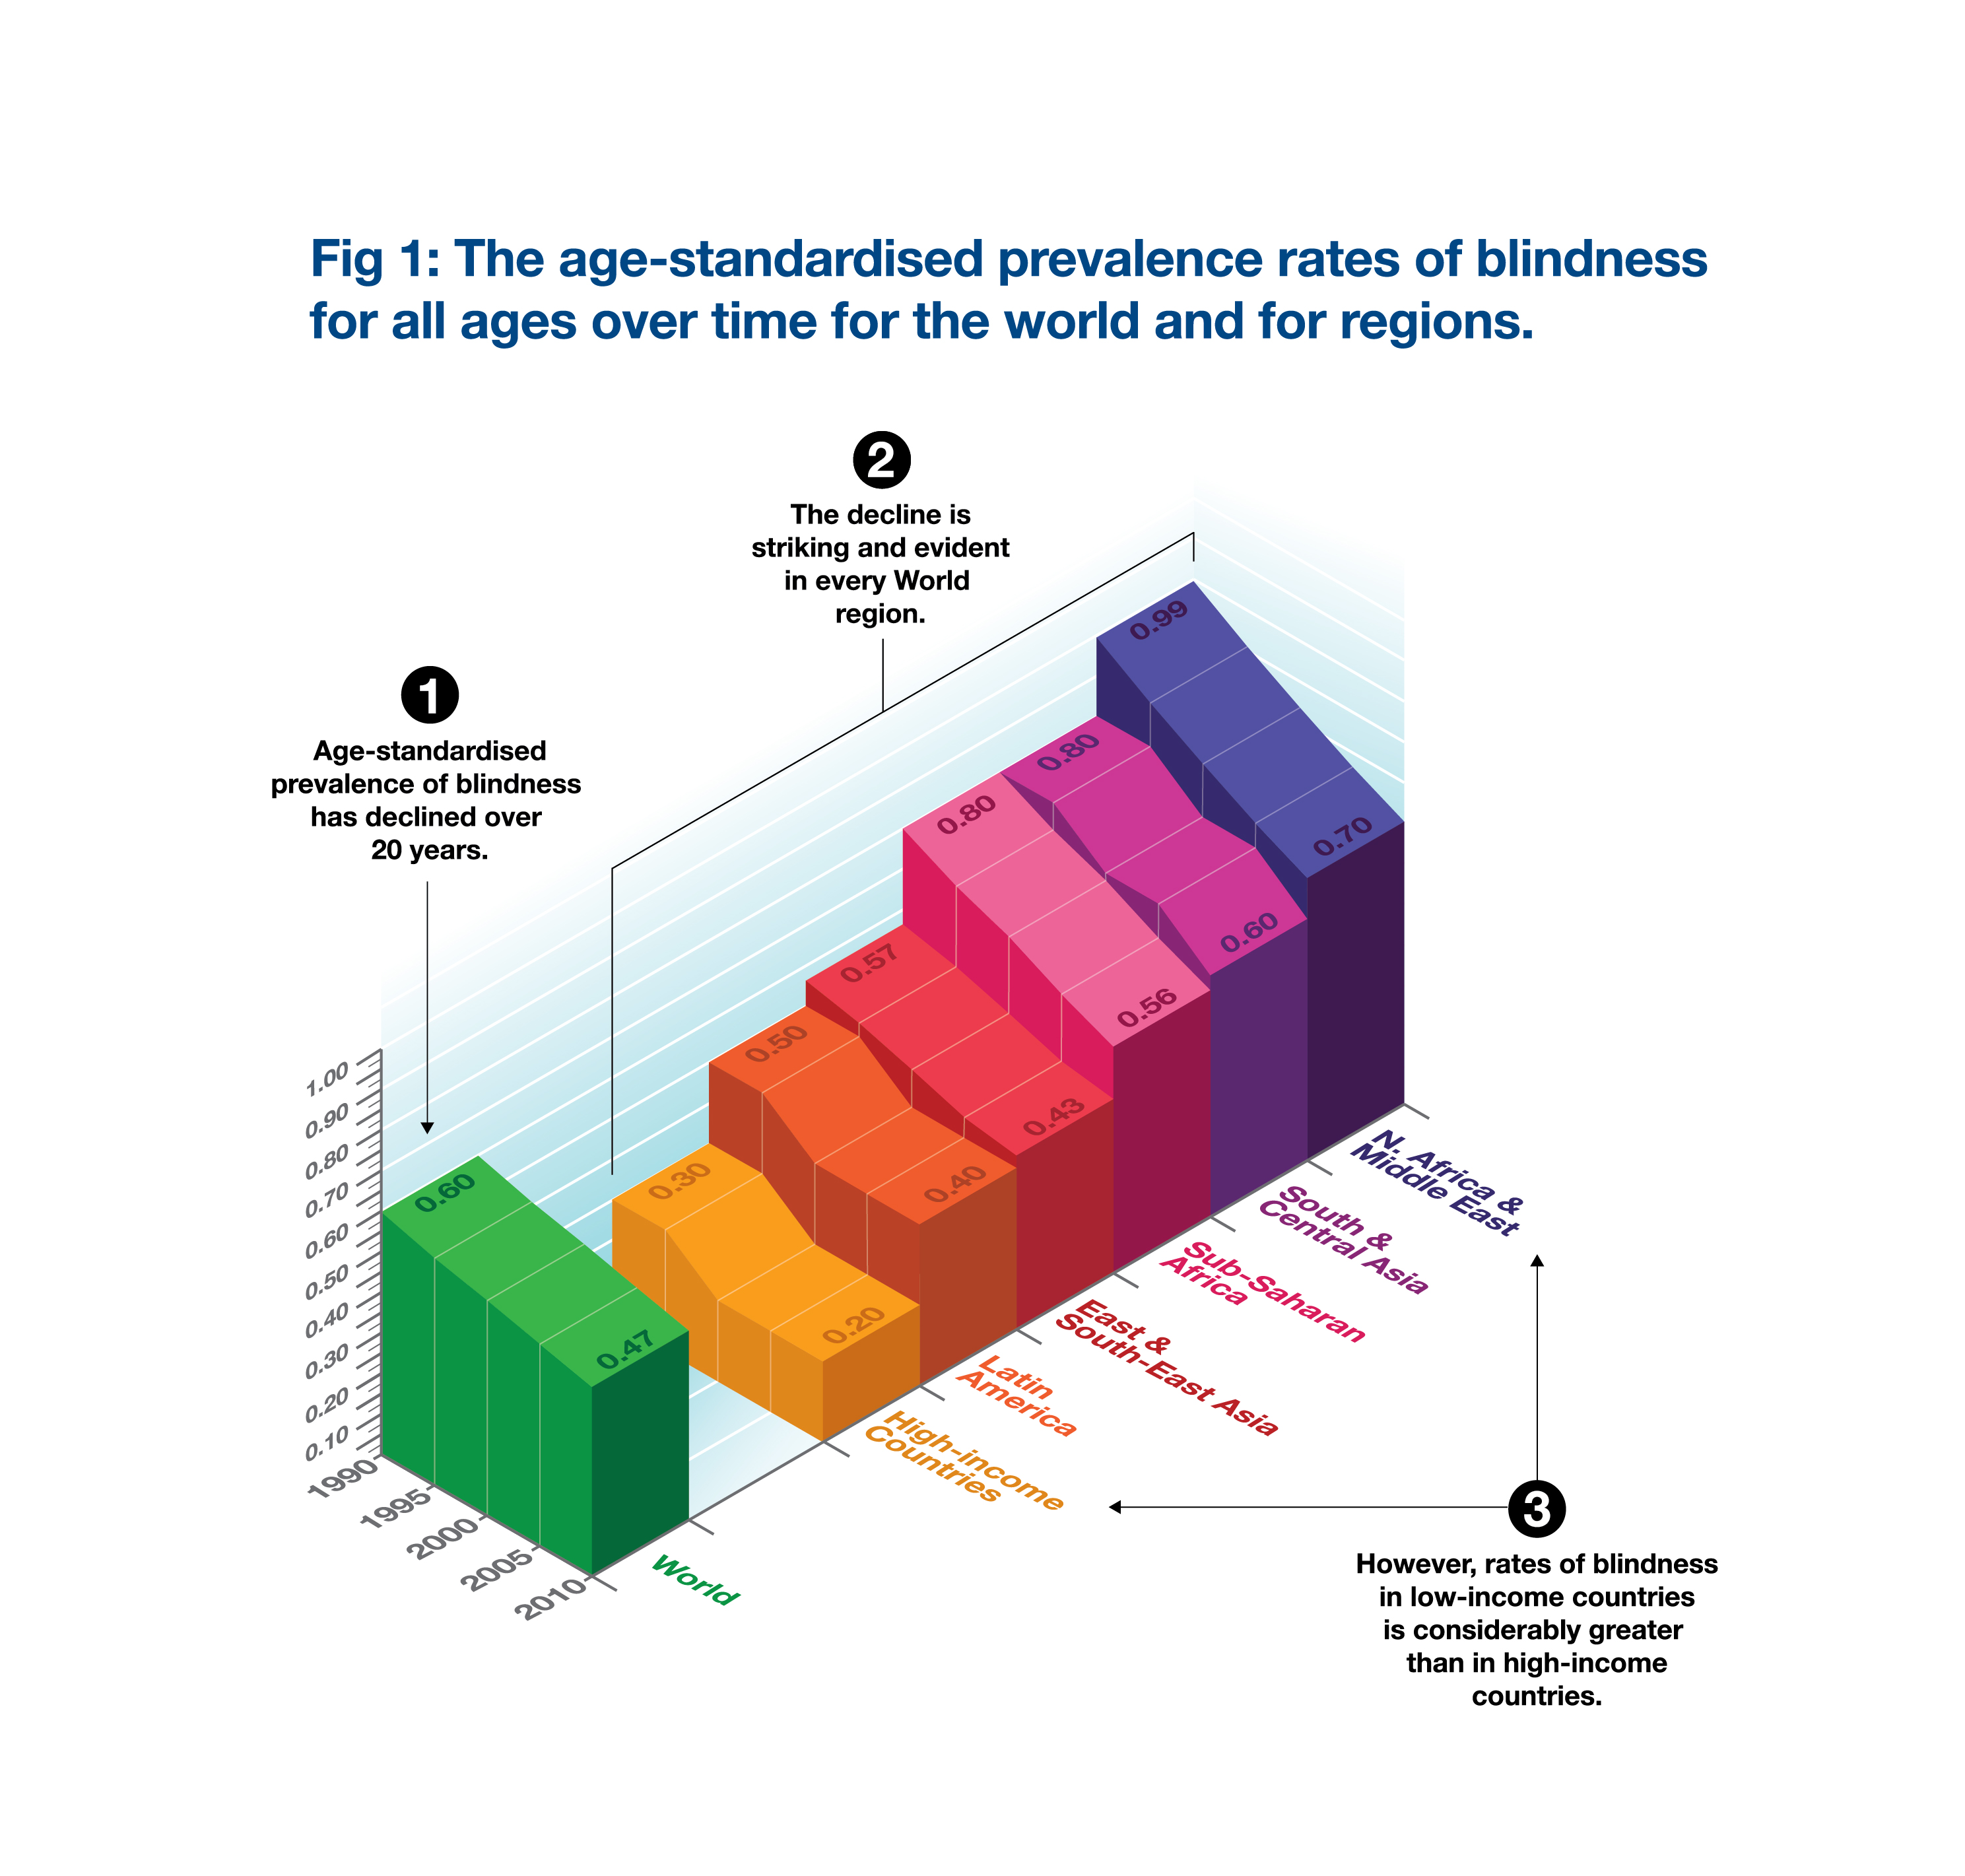 Fig 1: The age-standardised prevalence rates of blindness
for all ages over time for the world and for regions.
2
The decline is
striking and evident
in every World
region.
1
Age-standardised
prevalence of blindness
has declined over
20 years.
0.99
0.70
0.80
0.60
0.80
0.56
0.57
0.43
0.50
0.40
0.30
0.20
0.60
0.47
1.00
0.90
0.80
0.70
0.60
0.50
0.40
0.30
0.20
0.10
1990
1995
2000
2005
2010
World
High-income
Countries
Latin
America
East &
South-East Asia
Sub-Saharan
Africa
South &
Central Asia
N. Africa &
Middle East
3
However, rates of blindness
in low-income countries
is considerably greater
than in high-income
countries.